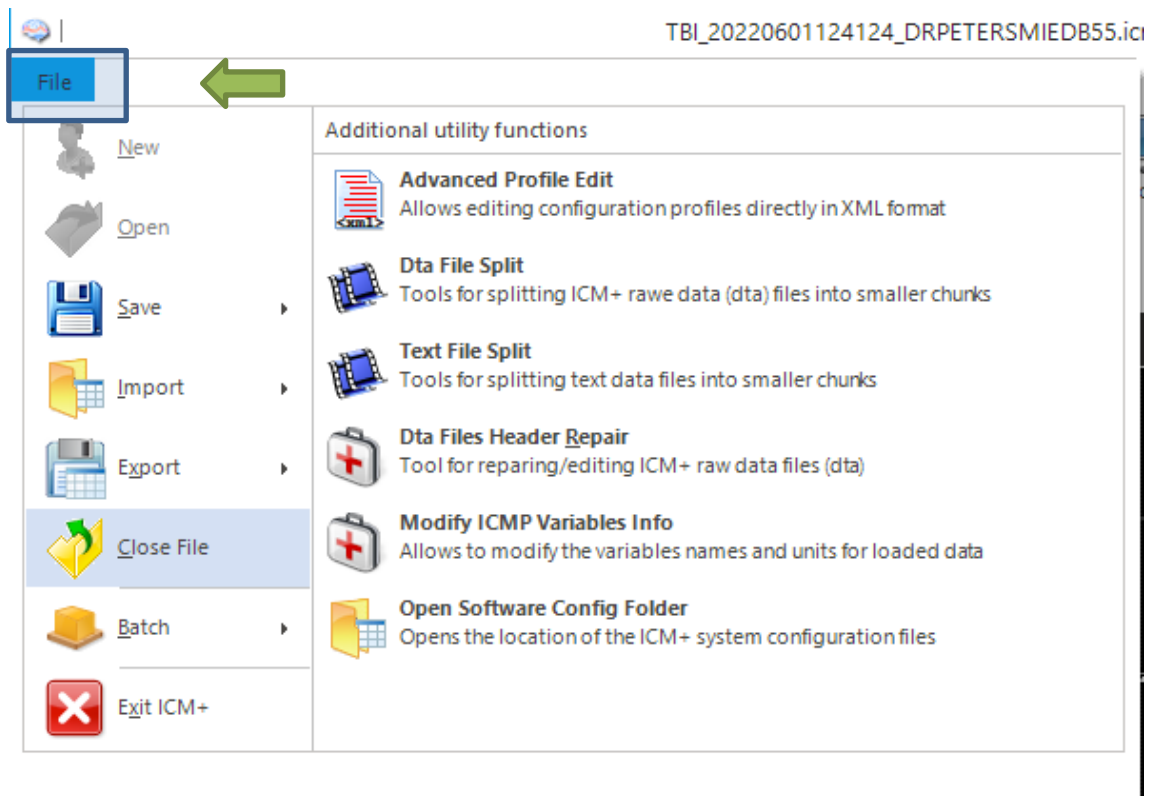 TBI_20220601124124_DRPETERSMIEDB55.icm
File
New
Open
Save
Import
Export
Close File
Batch
Exit ICM+
Additional utility functions
Advanced Profile Edit
Allows editing configuration profiles directly in XML format
<xml>
Dta File Split
Tools for splitting ICM+ rawe data (dta) files into smaller chunks
Text File Split
Tools for splitting text data files into smaller chunks
Dta Files Header Repair
Tool for reparing/editing ICM+ raw data files (dta)
Modify ICMP Variables Info
Allows to modify the variables names and units for loaded data
Open Software Config Folder
Opens the location of the ICM+ system configuration files